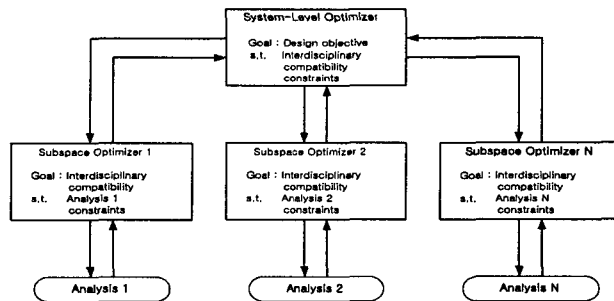 System-Level Optimizer
Goal : Design objective
s.t. Interdisciplinary
compatibility
constraints
Subspace Optimizer 1
Goal : Interdisciplinary
compatibility
s.t. Analysis 1
constraints
Subspace Optimizer 2
Goal : Interdisciplinary
compatibility
s.t. Analysis 2
constraints
Subspace Optimizer N
Goal : Interdisciplinary
compatibility
s.t. Analysis N
constraints
Analysis 1
Analysis 2
Analysis N